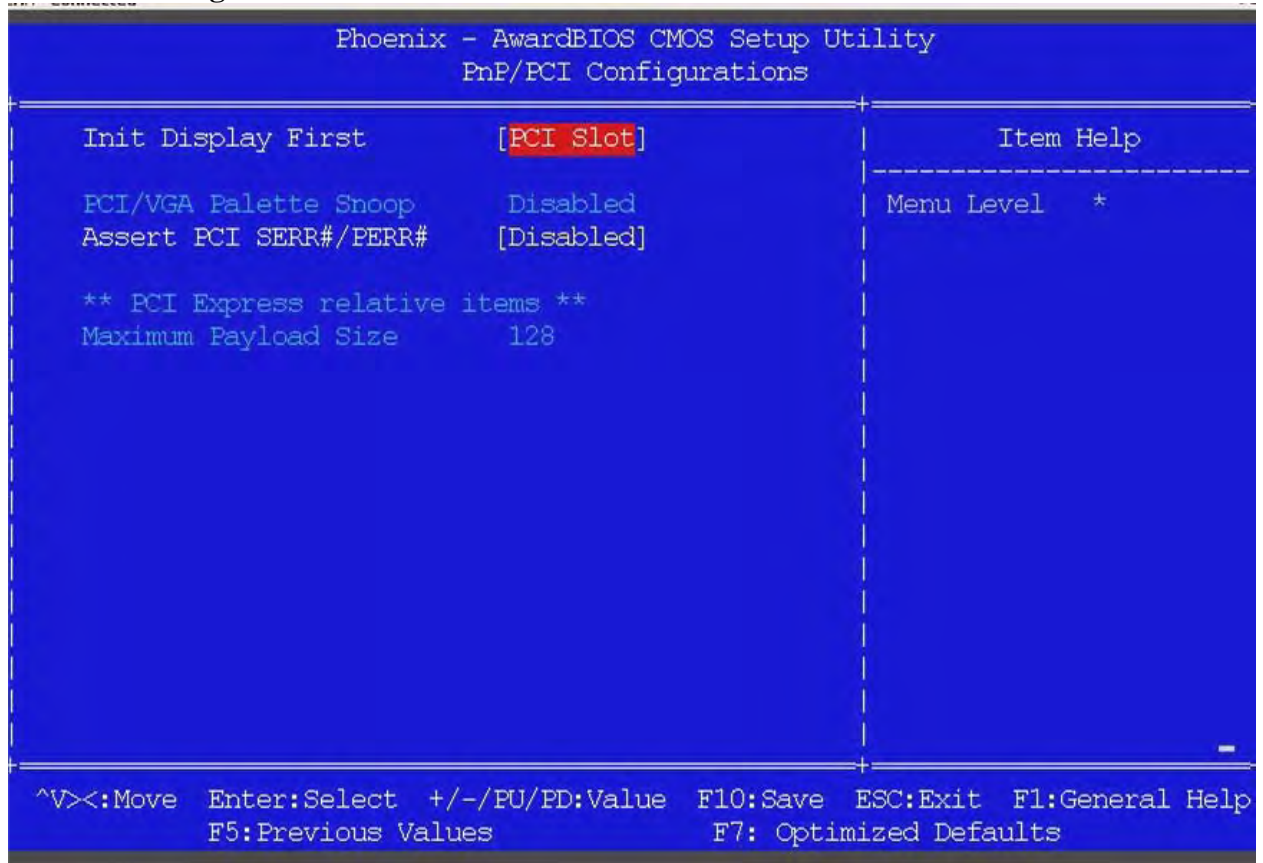 Phoenix - AwardBIOS CMOS Setup Utility
PnP/PCI Configurations
Init Display First [PCI Slot]
Item Help
PCI/VGA Palette Snoop Disabled
Menu Level *
Assert PCI SERR#/PERR# [Disabled]
** PCI Express relative items **
Maximum Payload Size 128
^V><:Move Enter:Select +/-/PU/PD:Value F10:Save ESC:Exit F1:General Help
F5:Previous Values F7: Optimized Defaults